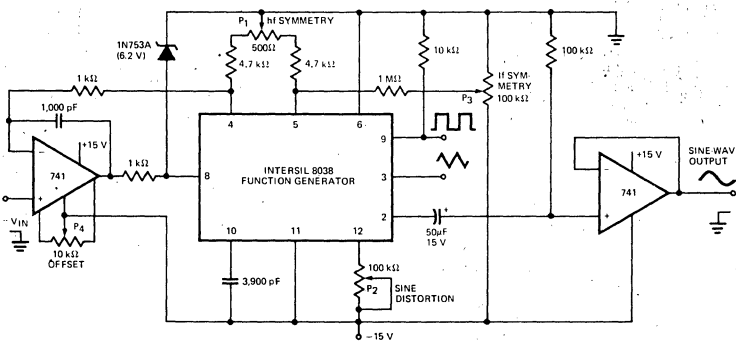 P1
hf SYMMETRY
500Ω
1N753A
(6.2 V)
4.7 kΩ
4.7 kΩ
10 kΩ
100 kΩ
1 kΩ
1 MΩ
lf SYM-
METRY
100 kΩ
P3
1,000 pF
4
5
6
9
+15 V
741
1 kΩ
8
INTERSIL 8038
FUNCTION GENERATOR
3
+15 V
741
SINE-WAV
OUTPUT
VIN
P4
10 kΩ
OFFSET
2
50μF
15 V
10
11
12
3,900 pF
100 kΩ
P2
SINE
DISTORTION
-15 V